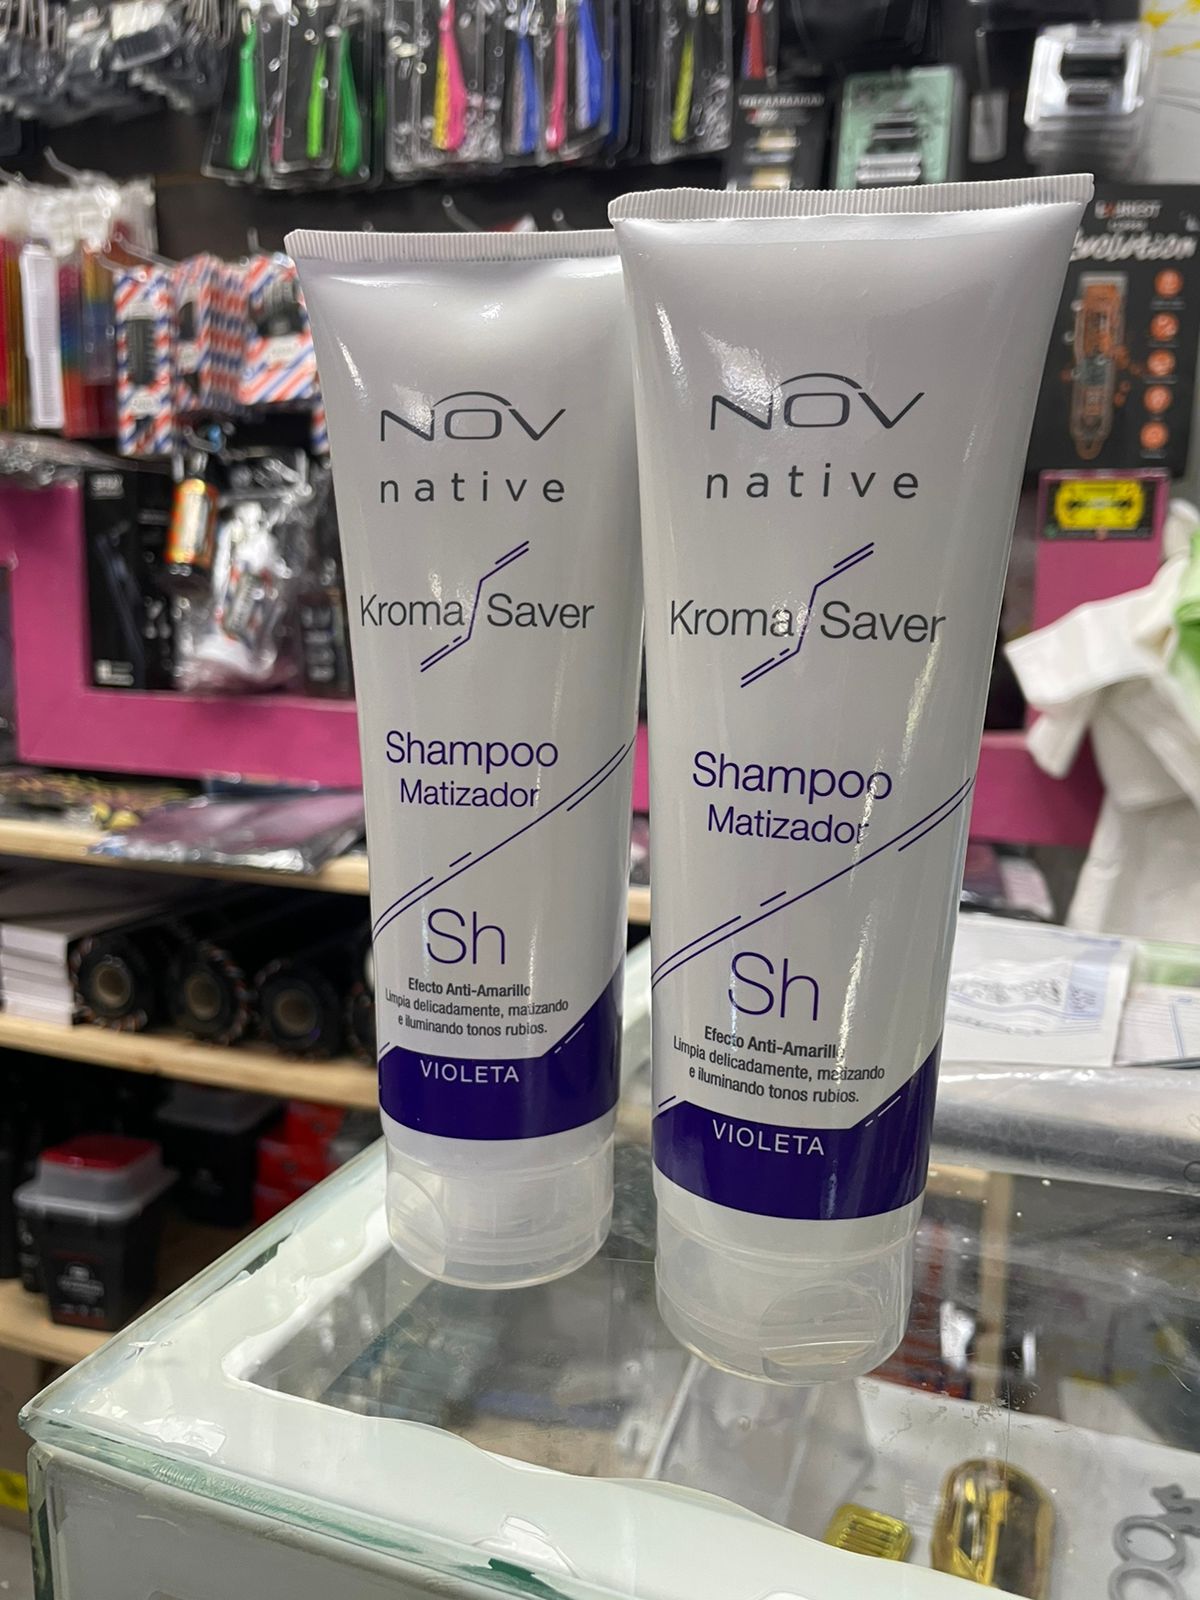 NOV
native
Kroma Saver
Shampoo
Matizador
Sh
Efecto Anti-Amarillo
Limpia delicadamente, matizando
e iluminando tonos rubios.
VIOLETA
NOV
native
Kroma Saver
Shampoo
Matizador
Sh
Efecto Anti-Amarillo
Limpia delicadamente, matizando
e iluminando tonos rubios.
VIOLETA